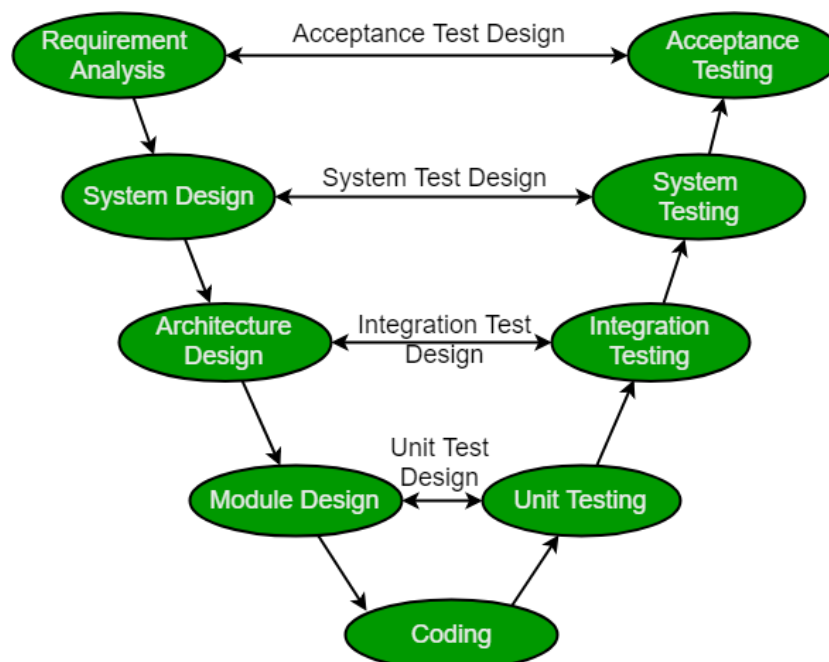 Requirement
Analysis
Acceptance Test Design
Acceptance
Testing
System Design
System Test Design
System
Testing
Architecture
Design
Integration Test
Design
Integration
Testing
Module Design
Unit Test
Design
Unit Testing
Coding